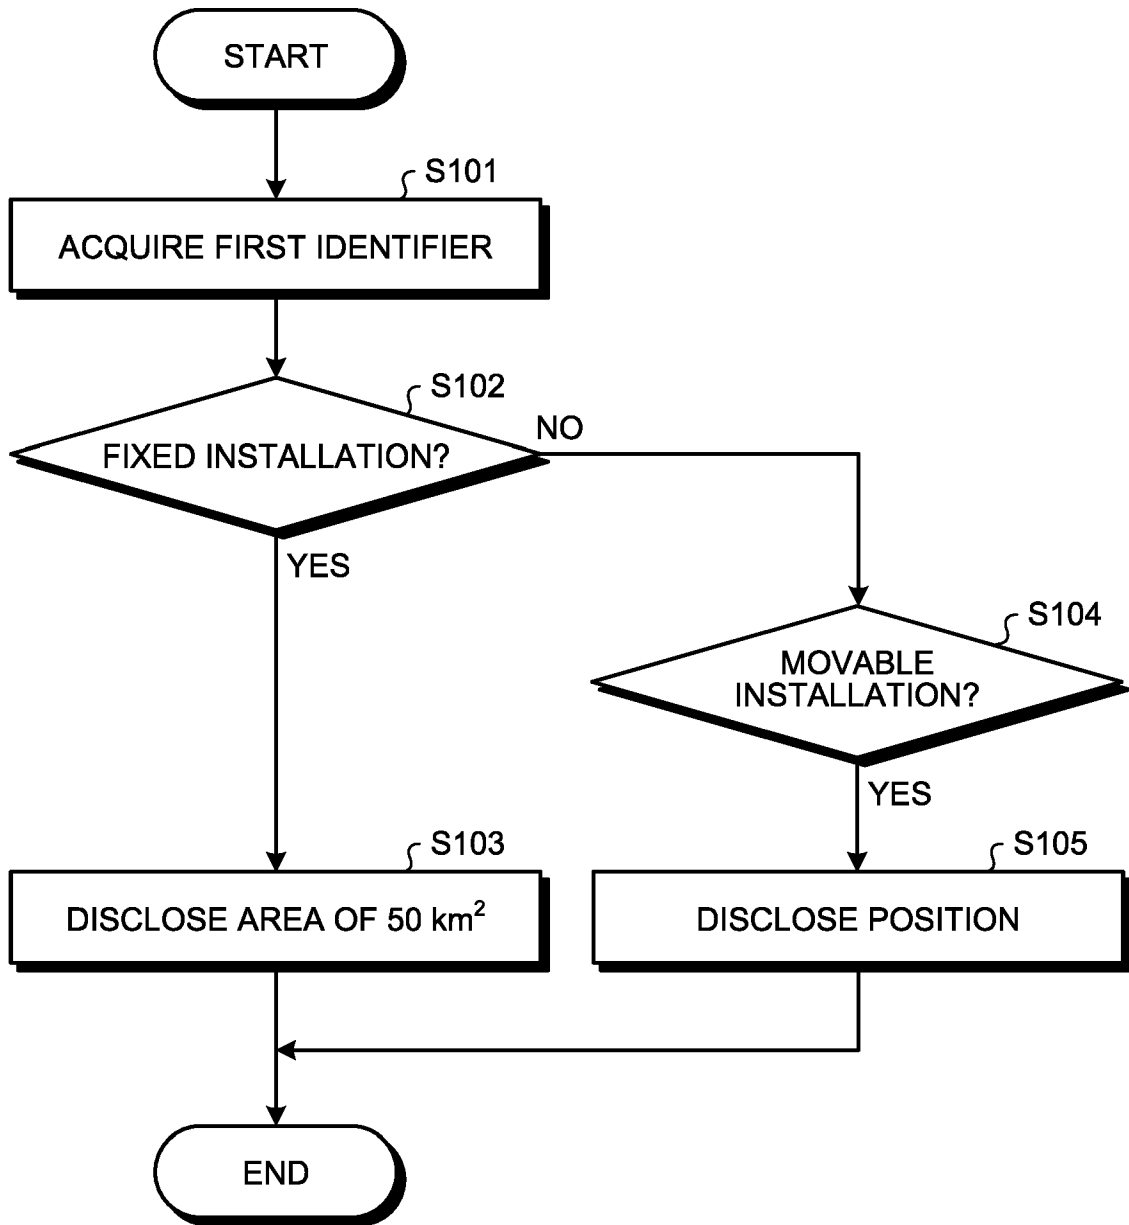 START
S101
ACQUIRE FIRST IDENTIFIER
S102
FIXED INSTALLATION?
NO
YES
S104
MOVABLE
INSTALLATION?
YES
S103
DISCLOSE AREA OF 50 km²
S105
DISCLOSE POSITION
END